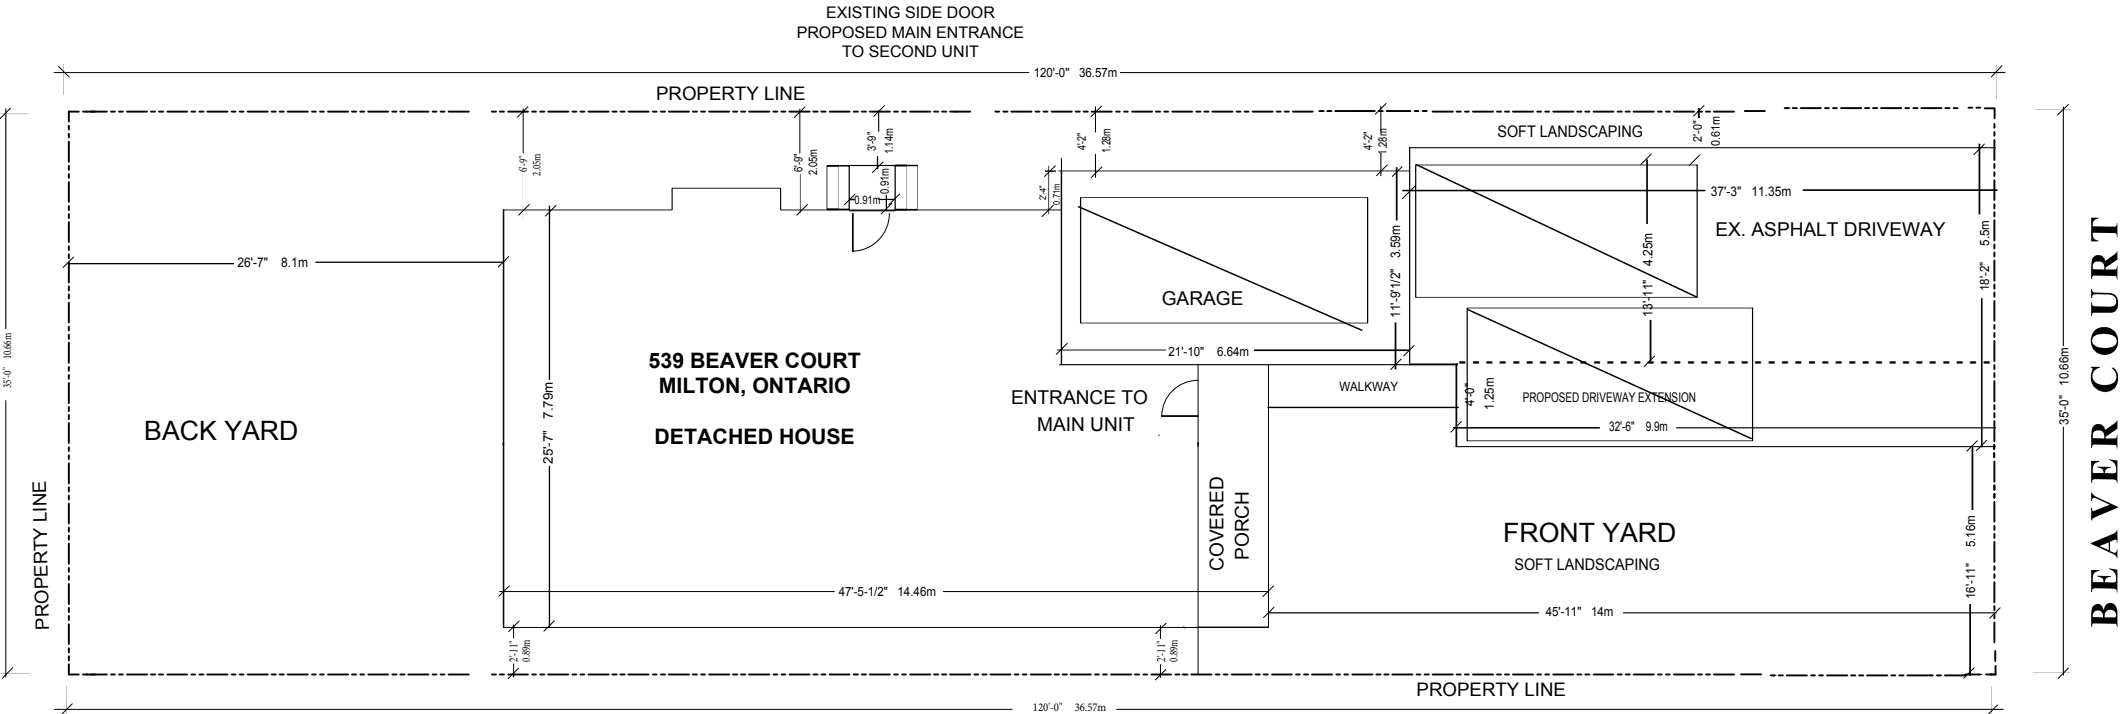 EXISTING SIDE DOOR
PROPOSED MAIN ENTRANCE
TO SECOND UNIT
120'-0" 36.57m
PROPERTY LINE
SOFT LANDSCAPING
2'-0"
0.61m
6'-9"
2.05m
6'-9"
2.05m
3'-9"
1.14m
4'-2"
1.28m
4'-2"
1.28m
0.91m
0.91m
2'-4"
0.71m
37'-3" 11.35m
EX. ASPHALT DRIVEWAY
26'-7" 8.1m
11'-9'1/2" 3.59m
13'-11" 4.25m
18'-2" 5.5m
GARAGE
21'-10" 6.64m
35'-0" 10.66m
539 BEAVER COURT
MILTON, ONTARIO
DETACHED HOUSE
25'-7" 7.79m
ENTRANCE TO
MAIN UNIT
WALKWAY
4'-0"
1.25m
PROPOSED DRIVEWAY EXTENSION
32'-6" 9.9m
35'-0" 10.66m
BEAVER COURT
BACK YARD
PROPERTY LINE
COVERED
PORCH
FRONT YARD
SOFT LANDSCAPING
16'-11" 5.16m
47'-5-1/2" 14.46m
45'-11" 14m
2'-11"
0.89m
2'-11"
0.89m
PROPERTY LINE
120'-0" 36.57m